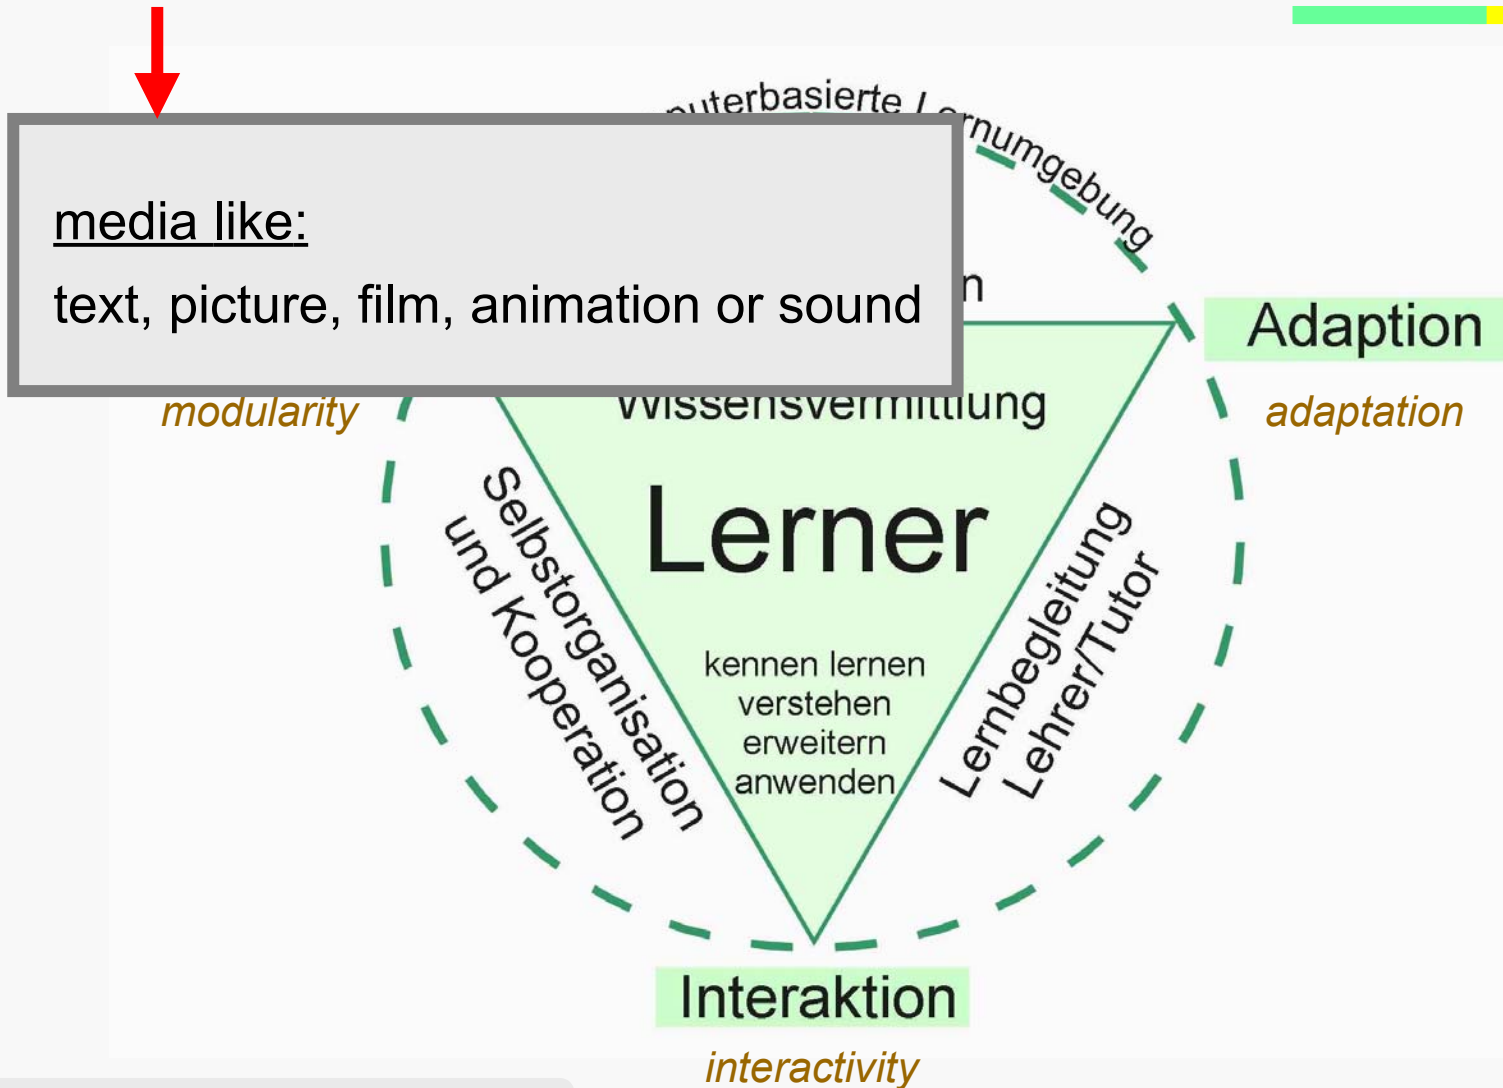 media like:
text, picture, film, animation or sound
Adaption
modularity
adaptation
Wissensvermittlung
Lerner
Selbstorganisation
und Kooperation
Lernbegleitung
Lehrer/Tutor
kennen lernen
verstehen
erweitern
anwenden
Interaktion
interactivity